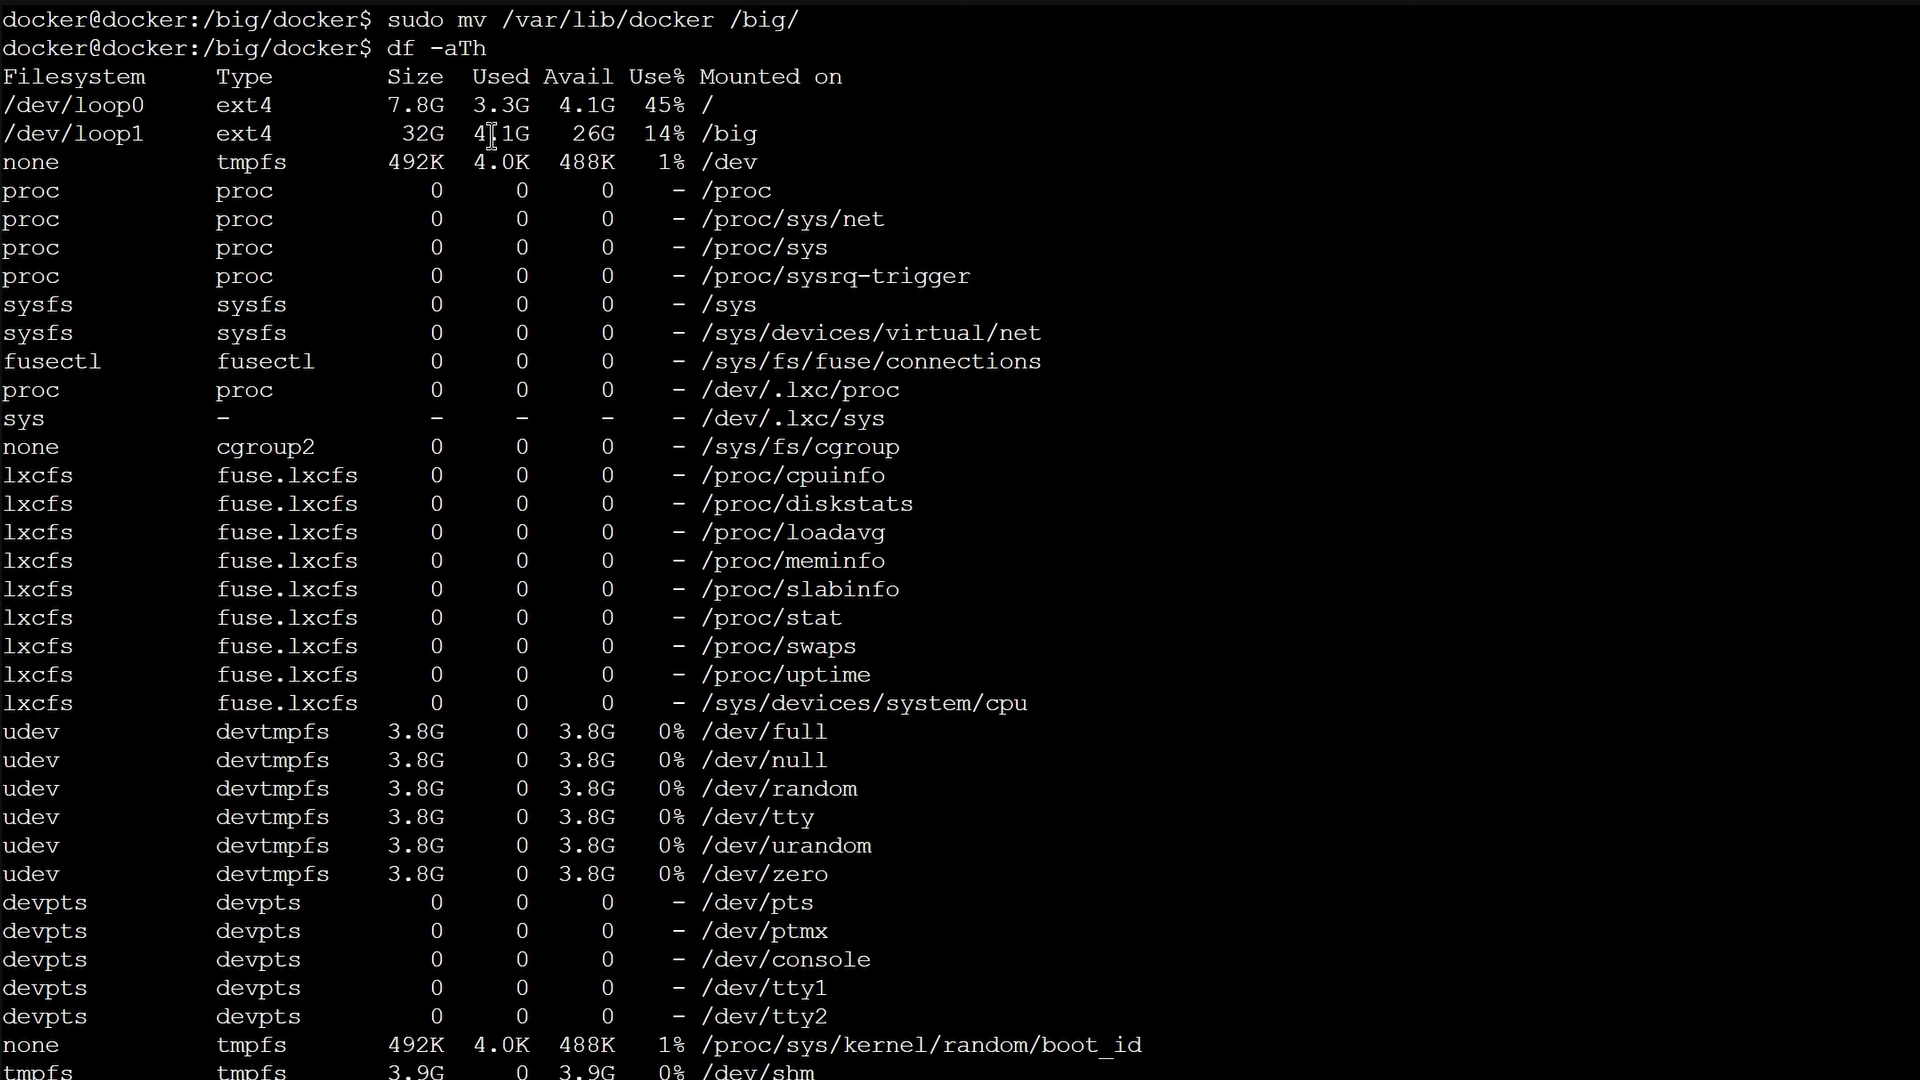 docker@docker:/big/docker$ sudo mv /var/lib/docker /big/
docker@docker:/big/docker$ df -aTh
Filesystem     Type        Size  Used Avail Use% Mounted on
/dev/loop0     ext4        7.8G  3.3G  4.1G  45% /
/dev/loop1     ext4         32G  4.1G   26G  14% /big
none           tmpfs       492K  4.0K  488K   1% /dev
proc           proc           0     0     0    - /proc
proc           proc           0     0     0    - /proc/sys/net
proc           proc           0     0     0    - /proc/sys
proc           proc           0     0     0    - /proc/sysrq-trigger
sysfs          sysfs          0     0     0    - /sys
sysfs          sysfs          0     0     0    - /sys/devices/virtual/net
fusectl        fusectl        0     0     0    - /sys/fs/fuse/connections
proc           proc           0     0     0    - /dev/.lxc/proc
sys            -              -     -     -    - /dev/.lxc/sys
none           cgroup2        0     0     0    - /sys/fs/cgroup
lxcfs          fuse.lxcfs     0     0     0    - /proc/cpuinfo
lxcfs          fuse.lxcfs     0     0     0    - /proc/diskstats
lxcfs          fuse.lxcfs     0     0     0    - /proc/loadavg
lxcfs          fuse.lxcfs     0     0     0    - /proc/meminfo
lxcfs          fuse.lxcfs     0     0     0    - /proc/slabinfo
lxcfs          fuse.lxcfs     0     0     0    - /proc/stat
lxcfs          fuse.lxcfs     0     0     0    - /proc/swaps
lxcfs          fuse.lxcfs     0     0     0    - /proc/uptime
lxcfs          fuse.lxcfs     0     0     0    - /sys/devices/system/cpu
udev           devtmpfs    3.8G     0  3.8G   0% /dev/full
udev           devtmpfs    3.8G     0  3.8G   0% /dev/null
udev           devtmpfs    3.8G     0  3.8G   0% /dev/random
udev           devtmpfs    3.8G     0  3.8G   0% /dev/tty
udev           devtmpfs    3.8G     0  3.8G   0% /dev/urandom
udev           devtmpfs    3.8G     0  3.8G   0% /dev/zero
devpts         devpts         0     0     0    - /dev/pts
devpts         devpts         0     0     0    - /dev/ptmx
devpts         devpts         0     0     0    - /dev/console
devpts         devpts         0     0     0    - /dev/tty1
devpts         devpts         0     0     0    - /dev/tty2
none           tmpfs       492K  4.0K  488K   1% /proc/sys/kernel/random/boot_id
tmpfs          tmpfs       3.9G     0  3.9G   0% /dev/shm